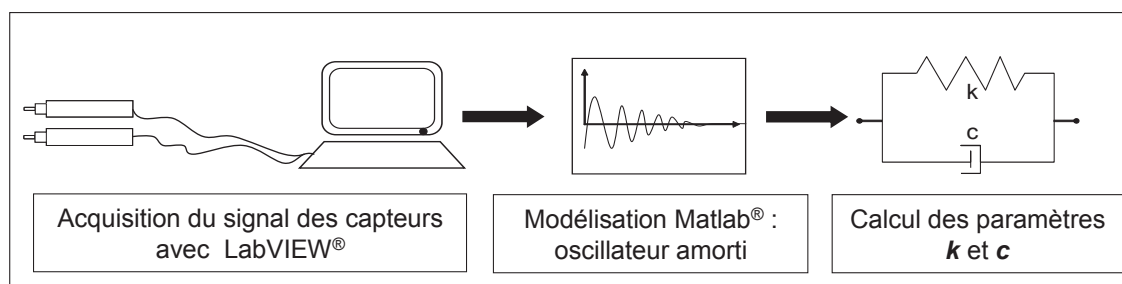 k
c
Acquisition du signal des capteurs
avec LabVIEW®
Modélisation Matlab® :
oscillateur amorti
Calcul des paramètres
k et c